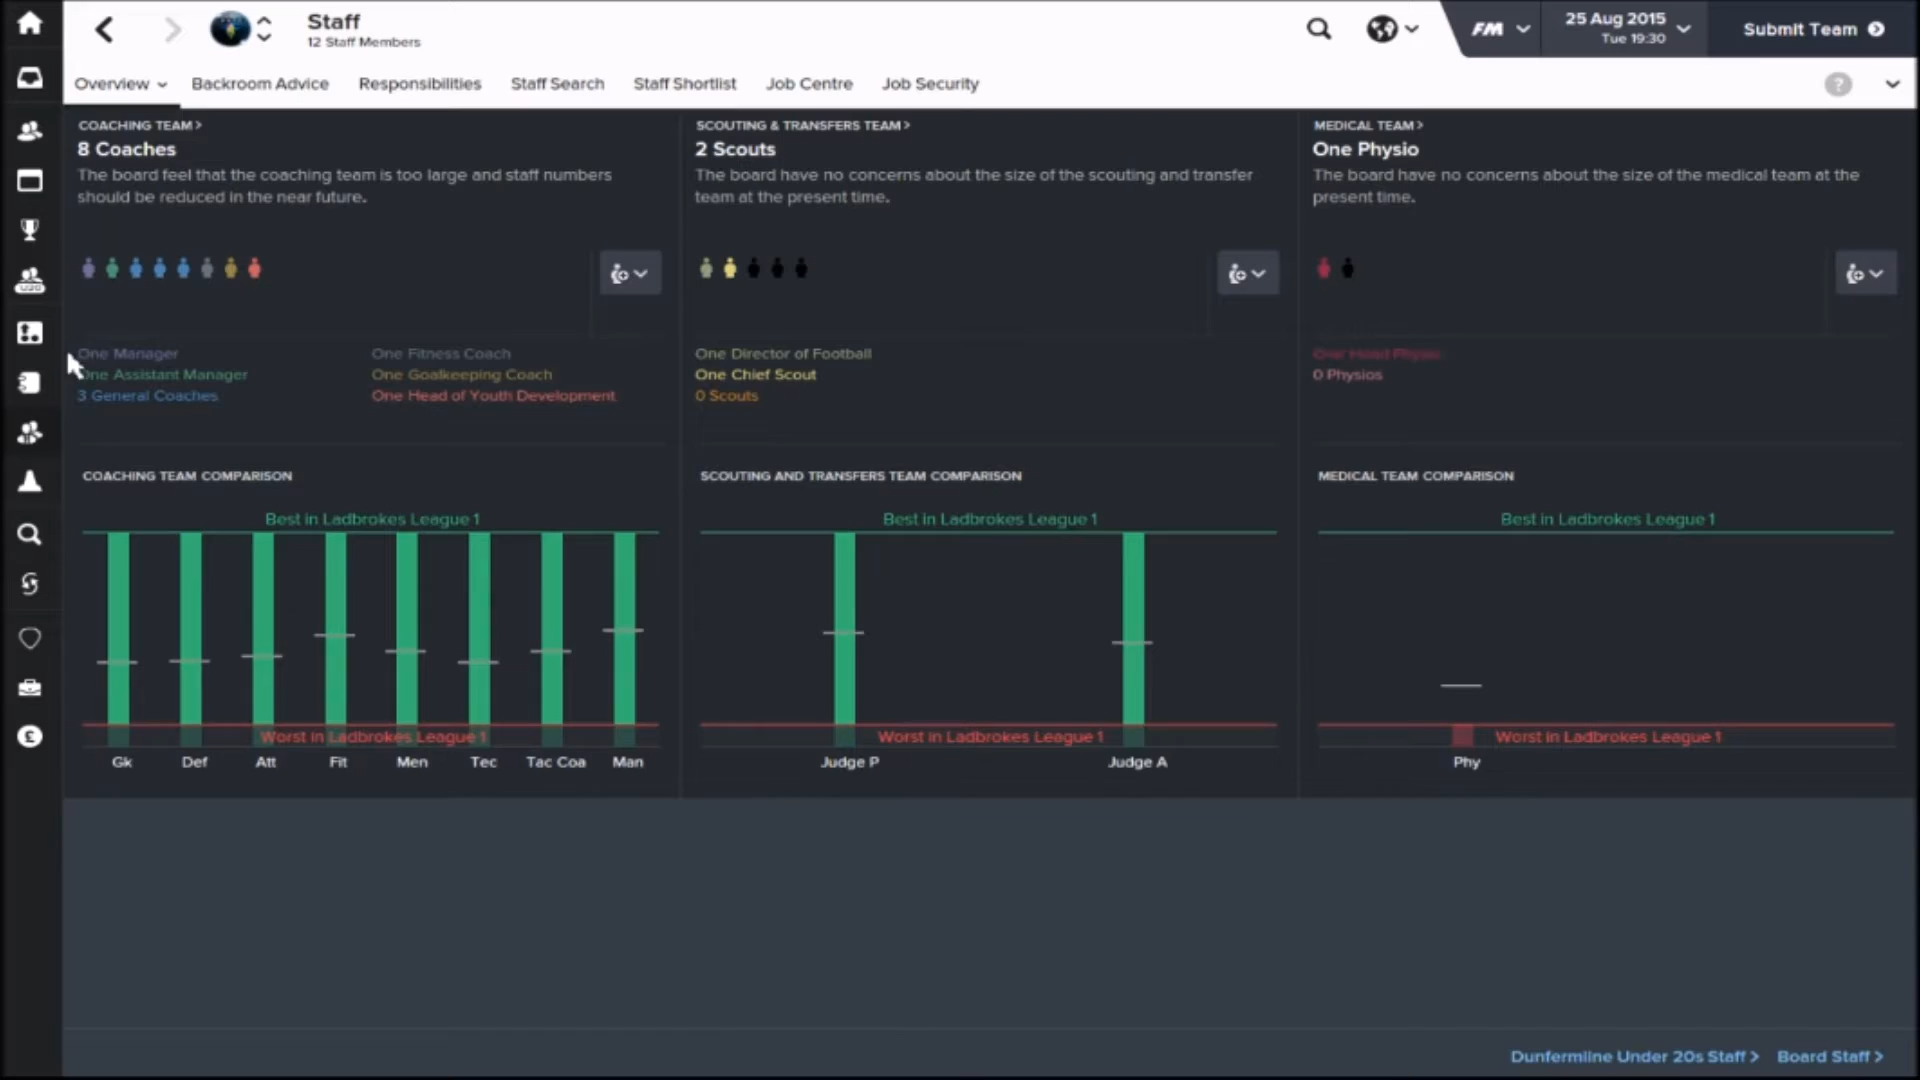 Staff
12 Staff Members
FM
25 Aug 2015
Tue 19:30
Submit Team
Overview
Backroom Advice
Responsibilities
Staff Search
Staff Shortlist
Job Centre
Job Security
?
COACHING TEAM >
8 Coaches
The board feel that the coaching team is too large and staff numbers
should be reduced in the near future.
One Manager
One Assistant Manager
3 General Coaches
One Fitness Coach
One Goalkeeping Coach
One Head of Youth Development
COACHING TEAM COMPARISON
Best in Ladbrokes League 1
Worst in Ladbrokes League 1
Gk Def Att Fit Men Tec Tac Coa Man
SCOUTING & TRANSFERS TEAM >
2 Scouts
The board have no concerns about the size of the scouting and transfer
team at the present time.
One Director of Football
One Chief Scout
0 Scouts
SCOUTING AND TRANSFERS TEAM COMPARISON
Best in Ladbrokes League 1
Worst in Ladbrokes League 1
Judge P Judge A
MEDICAL TEAM >
One Physio
The board have no concerns about the size of the medical team at the
present time.
One Head Physio
0 Physios
MEDICAL TEAM COMPARISON
Best in Ladbrokes League 1
Worst in Ladbrokes League 1
Phy
U20
£
Dunfermline Under 20s Staff >
Board Staff >